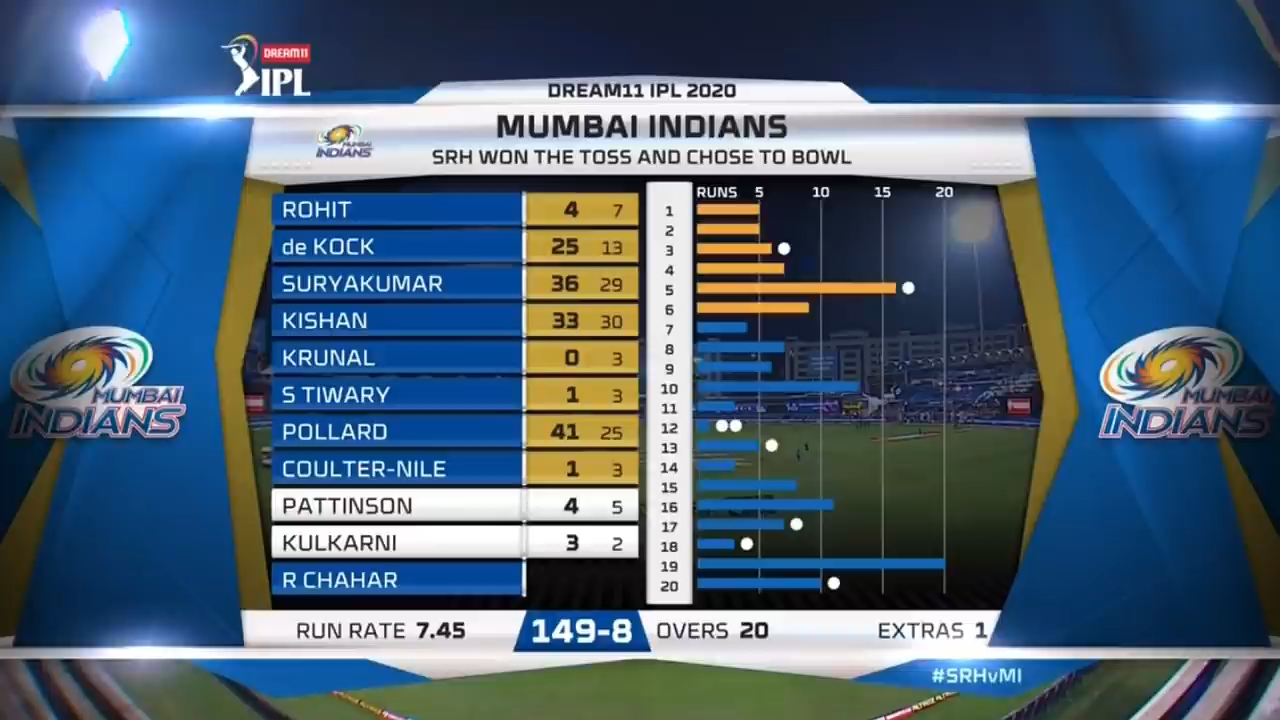 DREAM11
IPL
DREAM11 IPL 2020
MUMBAI INDIANS
MUMBAI
INDIANS
SRH WON THE TOSS AND CHOSE TO BOWL
RUNS 5 10 15 20
ROHIT 4 7
de KOCK 25 13
SURYAKUMAR 36 29
KISHAN 33 30
KRUNAL 0 3
S TIWARY 1 3
POLLARD 41 25
COULTER-NILE 1 3
PATTINSON 4 5
KULKARNI 3 2
R CHAHAR
1
2
3
4
5
6
7
8
9
10
11
12
13
14
15
16
17
18
19
20
MUMBAI
INDIANS
MUMBAI
INDIANS
RUN RATE 7.45 149-8 OVERS 20 EXTRAS 1
#SRHvMI